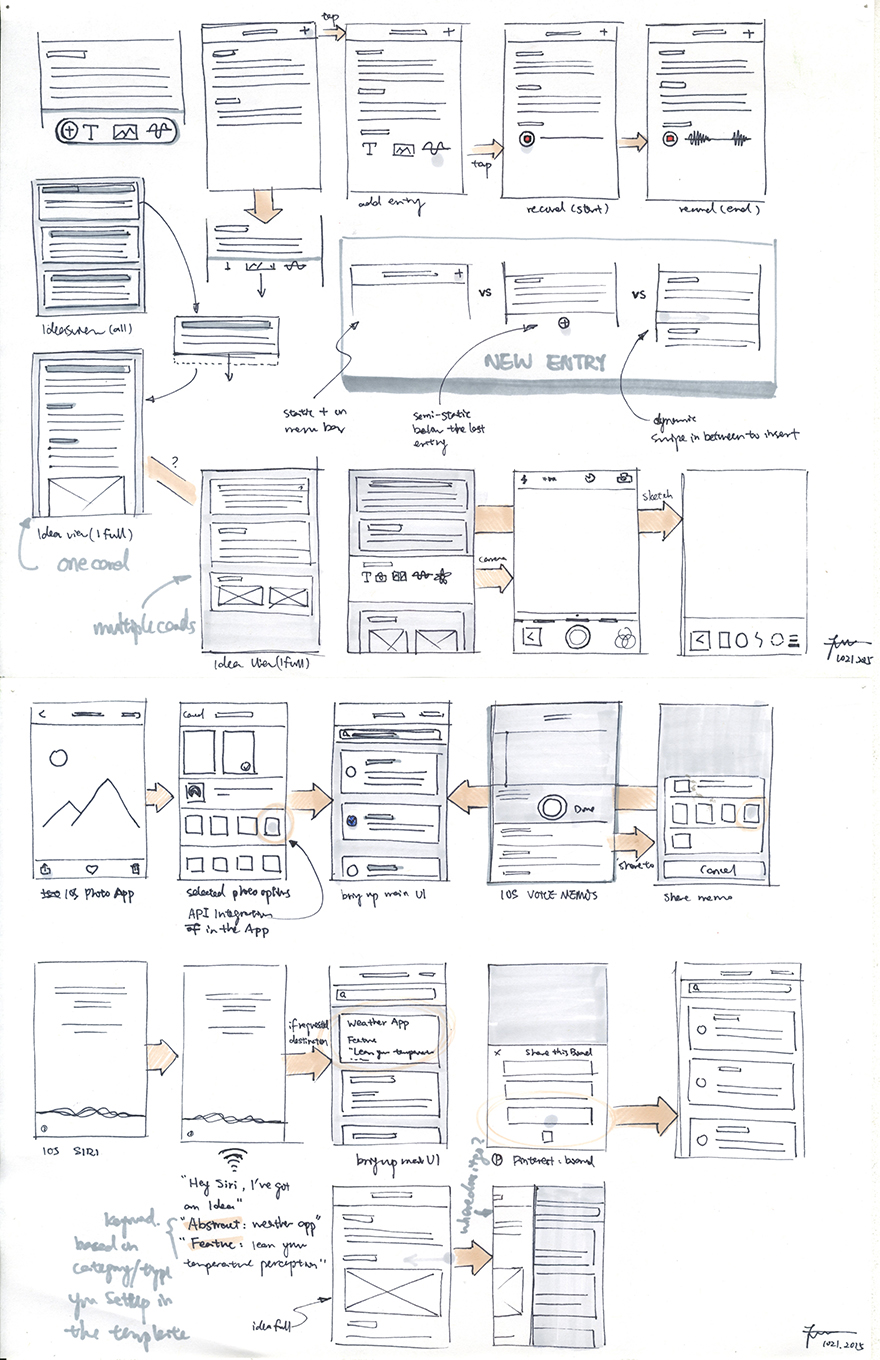 tap
T
add entry
tap
record (start)
record (end)
Idea screen (all)
vs
vs
NEW ENTRY
static + on
menu bar
semi-static
below the last
entry
dynamic
swipe in between to insert
?
Idea view (1 full)
one card
multiple cards
Idea View (1 full)
T
camera
sketch
1021.2015
Cancel
IOS Photo App
selected photo options
API Integration
of in the App
bring up main UI
Done
IOS VOICE MEMOS
share to
Cancel
Share memo
IOS SIRI
if requested
destination
Weather App
Feature
"Lean your temperature
bring up main UI
x Share this Board
Pinterest: board
"Hey Siri, I've got
an Idea"
"Abstract: weather app"
"Feature: lean your
temperature perception"
keyword.
based on
category/type
you setup in
the template
idea full
where does it go?
1021.2015